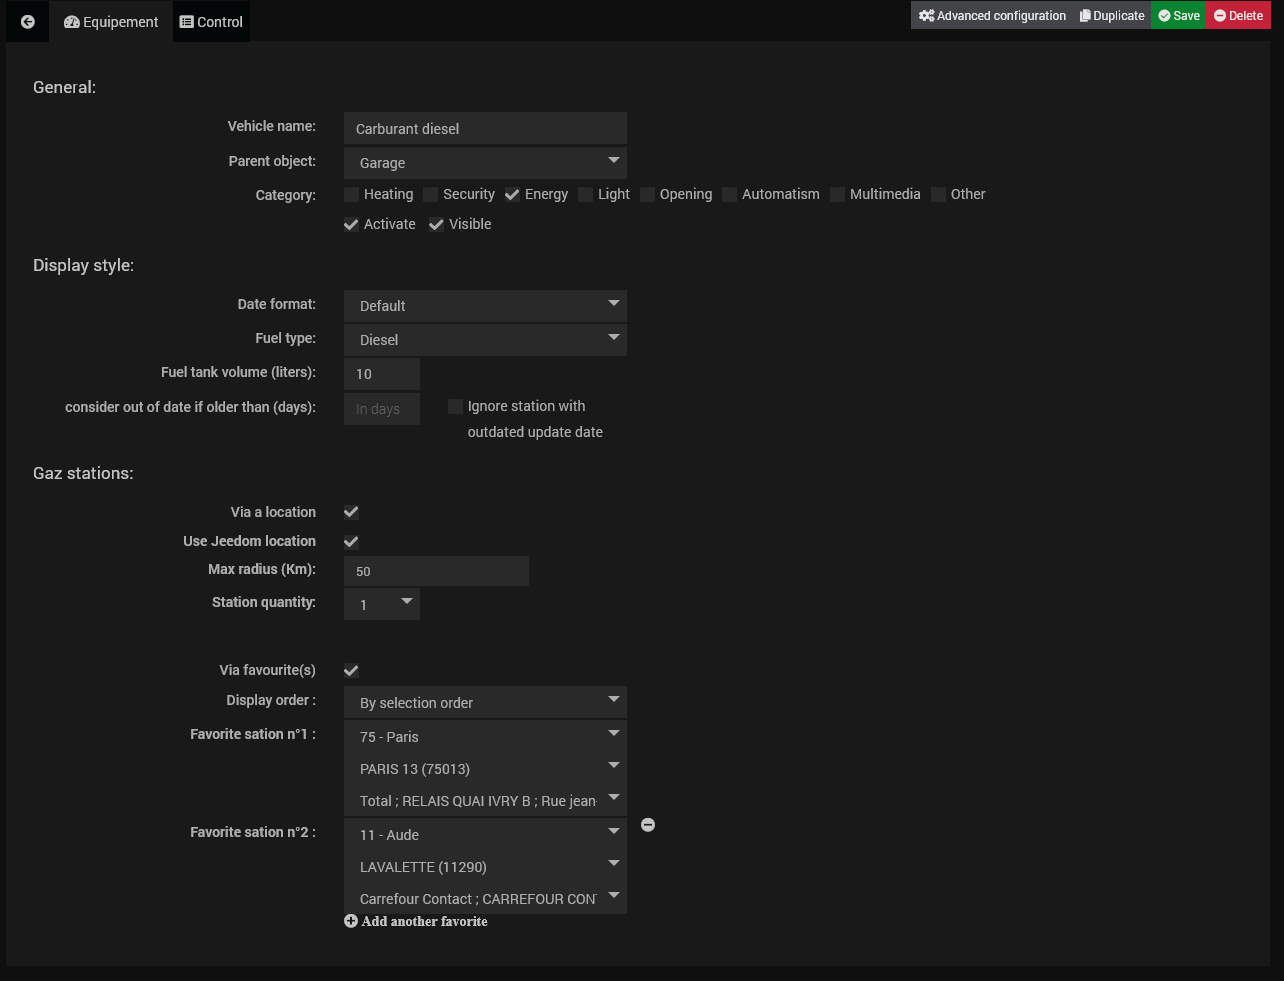 Equipement Control Advanced configuration Duplicate Save Delete
General:
Vehicle name: Carburant diesel
Parent object: Garage
Category: Heating Security Energy Light Opening Automatism Multimedia Other
Activate Visible
Display style:
Date format: Default
Fuel type: Diesel
Fuel tank volume (liters): 10
consider out of date if older than (days): In days Ignore station with
outdated update date
Gaz stations:
Via a location
Use Jeedom location
Max radius (Km): 50
Station quantity: 1
Via favourite(s)
Display order : By selection order
Favorite sation n°1 : 75 - Paris
PARIS 13 (75013)
Total ; RELAIS QUAI IVRY B ; Rue jean-
Favorite sation n°2 : 11 - Aude
LAVALETTE (11290)
Carrefour Contact ; CARREFOUR CON
Add another favorite